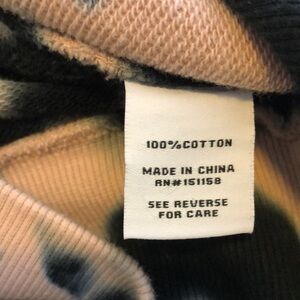 100%COTTON
MADE IN CHINA
RN#151158
SEE REVERSE
FOR CARE